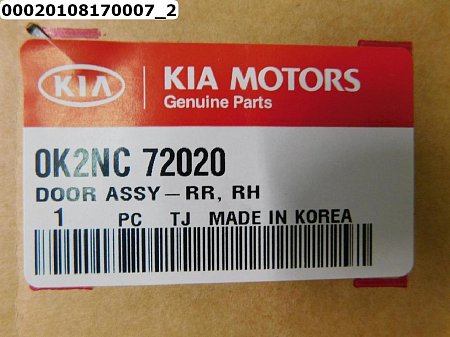 00020108170007_2
KIA
KIA MOTORS
Genuine Parts
0K2NC 72020
DOOR ASSY-RR, RH
1 PC TJ MADE IN KOREA